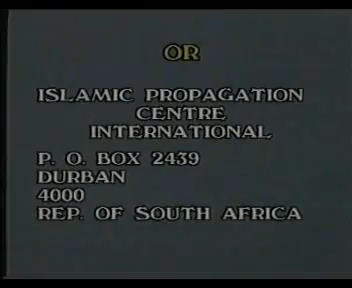 OR
ISLAMIC PROPAGATION
CENTRE
INTERNATIONAL
P. O. BOX 2439
DURBAN
4000
REP. OF SOUTH AFRICA